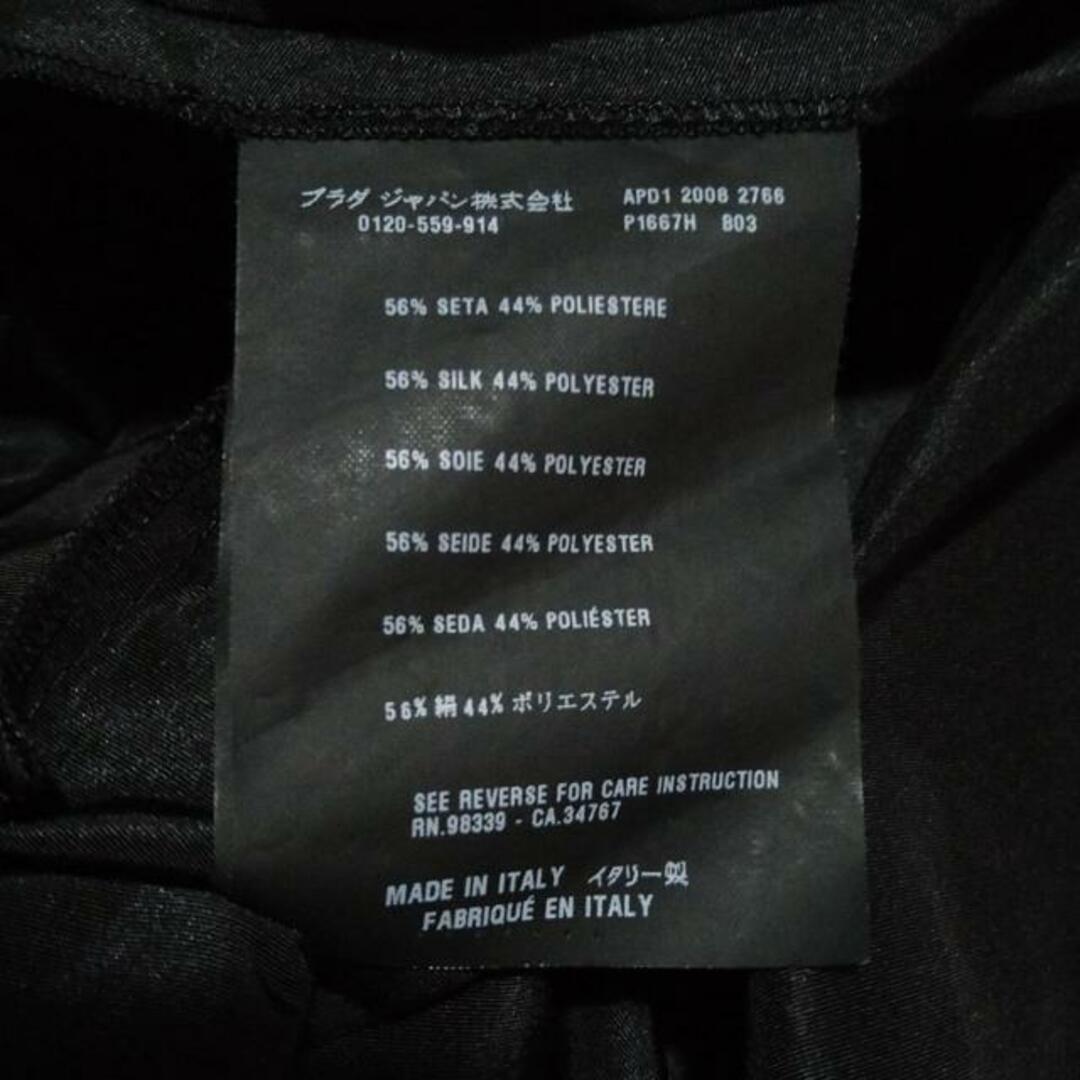 プラダ ジャパン株式会社 APD1 2008 2766
0120-559-914 P1667H 803
56% SETA 44% POLIESTERE
56% SILK 44% POLYESTER
56% SOIE 44% POLYESTER
56% SEIDE 44% POLYESTER
56% SEDA 44% POLIÉSTER
56% 絹 44% ポリエステル
SEE REVERSE FOR CARE INSTRUCTION
RN.98339 - CA.34767
MADE IN ITALY イタリー製
FABRIQUÉ EN ITALY